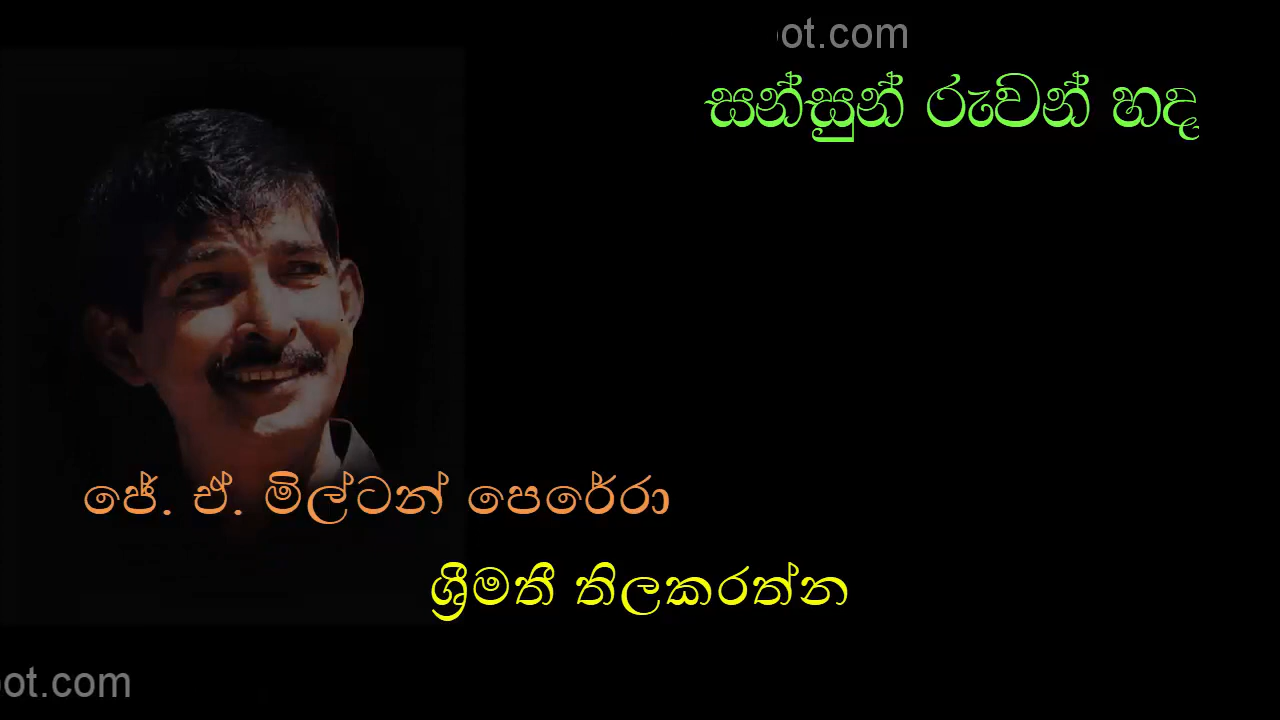 ot.com
සන්සුන් රුවන් හද
ජේ. ඒ. මිල්ටන් පෙරේරා
ශ්‍රීමතී තිලකරත්න
ot.com